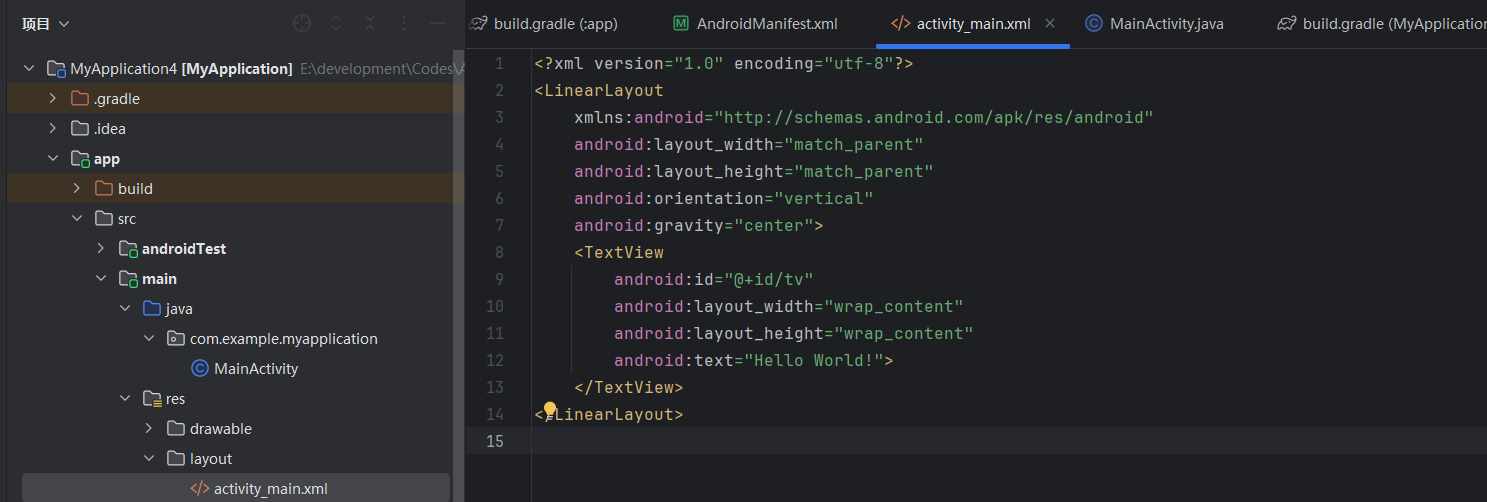 项目
build.gradle (:app)
AndroidManifest.xml
activity_main.xml
MainActivity.java
build.gradle (MyApplication
MyApplication4 [MyApplication] E:\development\Codes\A
.gradle
.idea
app
build
src
androidTest
main
java
com.example.myapplication
MainActivity
res
drawable
layout
activity_main.xml
1 <?xml version="1.0" encoding="utf-8"?>
2 <LinearLayout
3 xmlns:android="http://schemas.android.com/apk/res/android"
4 android:layout_width="match_parent"
5 android:layout_height="match_parent"
6 android:orientation="vertical"
7 android:gravity="center">
8 <TextView
9 android:id="@+id/tv"
10 android:layout_width="wrap_content"
11 android:layout_height="wrap_content"
12 android:text="Hello World!">
13 </TextView>
14 </LinearLayout>
15